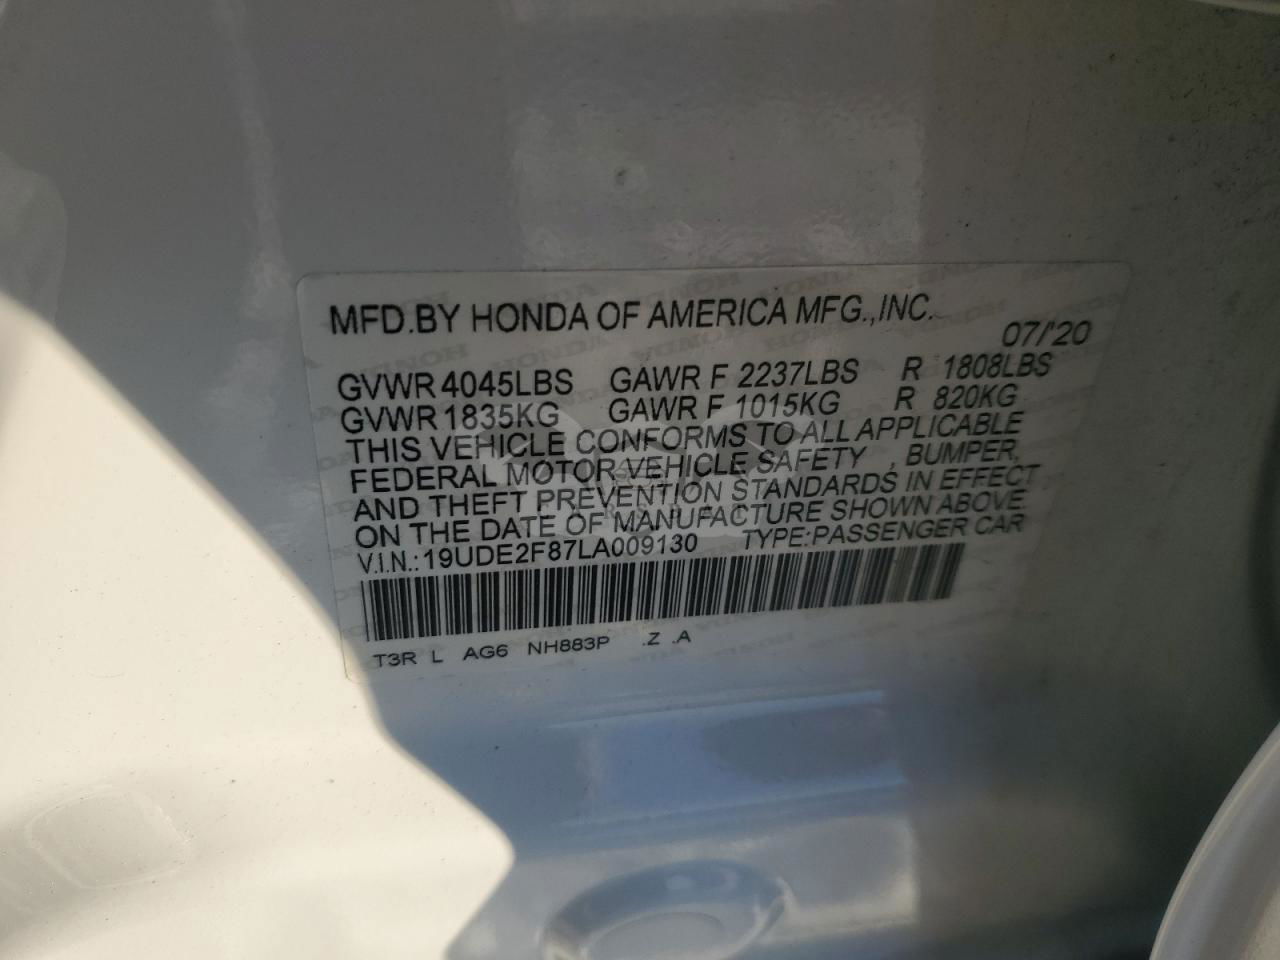 MFD.BY HONDA OF AMERICA MFG.,INC.
07/'20
GVWR 4045LBS GAWR F 2237LBS R 1808LBS
GVWR 1835KG GAWR F 1015KG R 820KG
THIS VEHICLE CONFORMS TO ALL APPLICABLE
FEDERAL MOTOR VEHICLE SAFETY , BUMPER,
AND THEFT PREVENTION STANDARDS IN EFFECT
ON THE DATE OF MANUFACTURE SHOWN ABOVE
V.I.N.: 19UDE2F87LA009130 TYPE:PASSENGER CAR
T3R L AG6 NH883P .Z .A